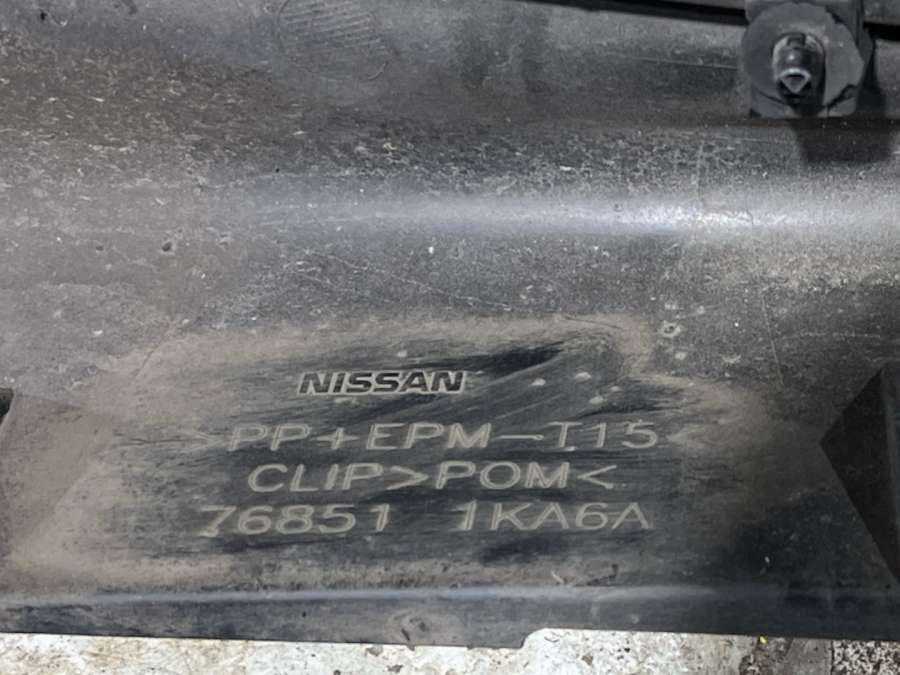 NISSAN
>PP+EPM-T15<
CLIP>POM<
76851 1KA6A